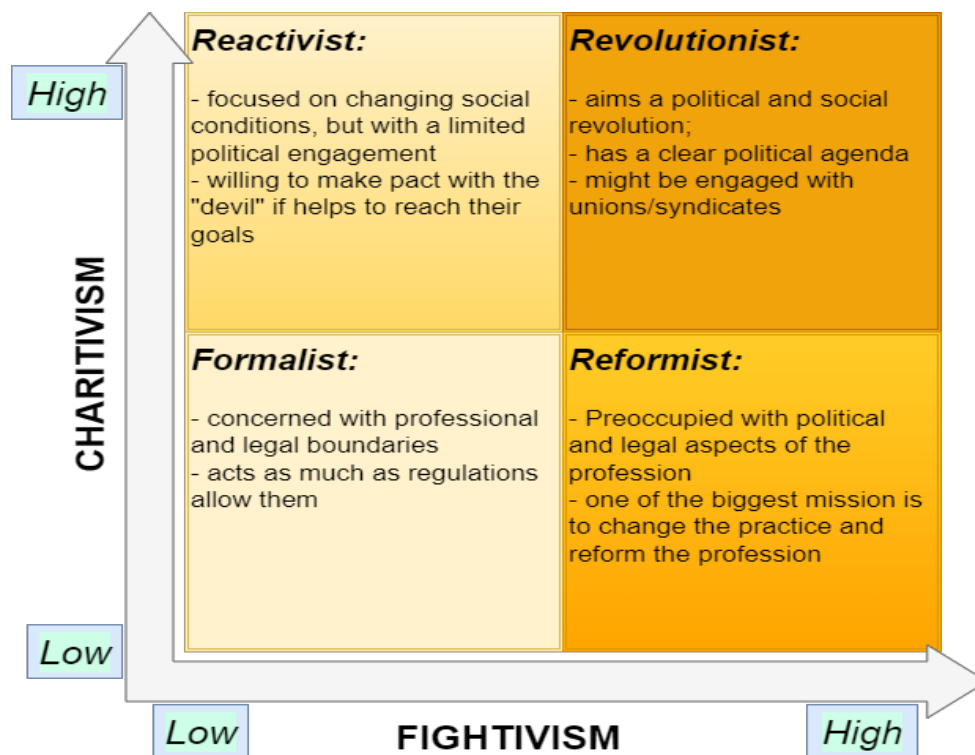 High
Low
CHARITIVISM
Reactivist:
- focused on changing social
conditions, but with a limited
political engagement
- willing to make pact with the
"devil" if helps to reach their
goals
Revolutionist:
- aims a political and social
revolution;
- has a clear political agenda
- might be engaged with
unions/syndicates
Formalist:
- concerned with professional
and legal boundaries
- acts as much as regulations
allow them
Reformist:
- Preoccupied with political
and legal aspects of the
profession
- one of the biggest mission is
to change the practice and
reform the profession
Low
FIGHTIVISM
High